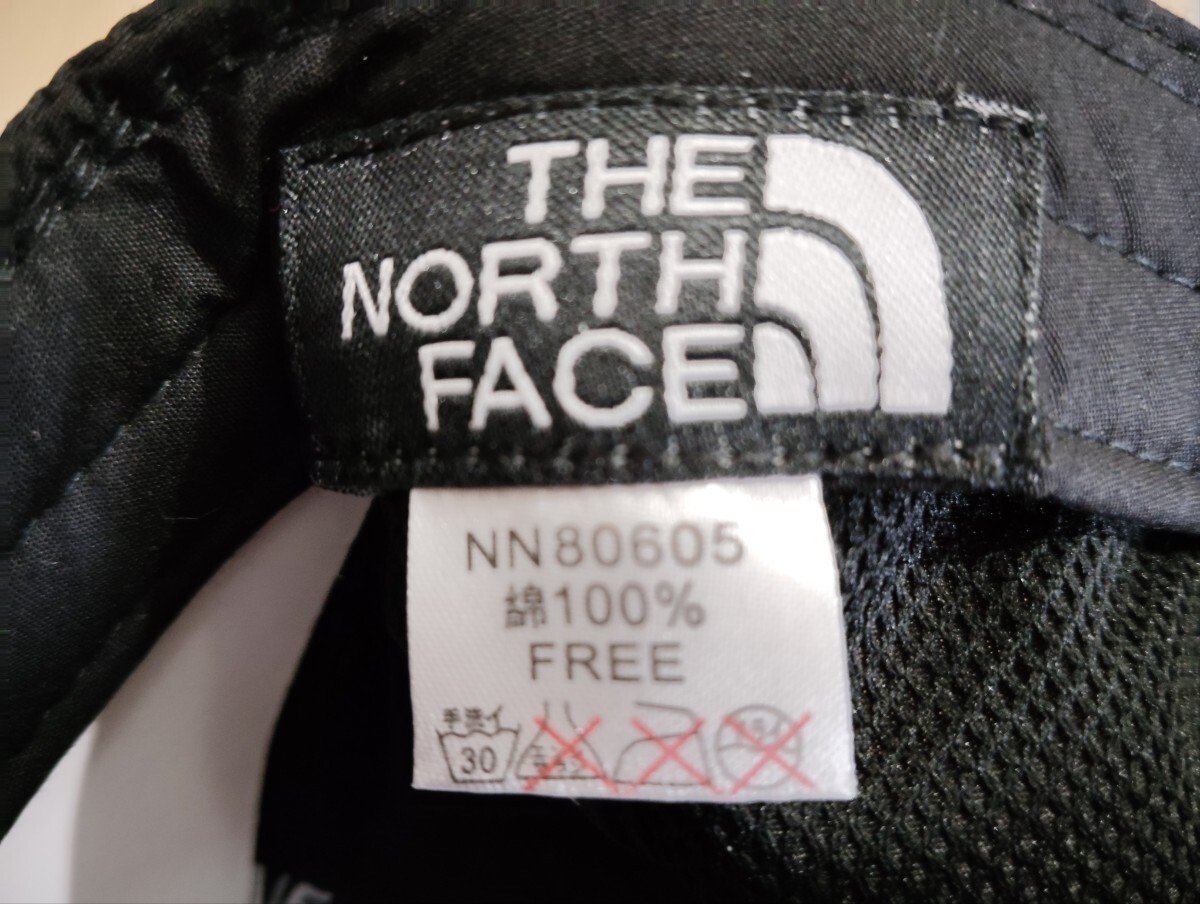 THE
NORTH
FACE
NN80605
綿100%
FREE
手洗イ
30